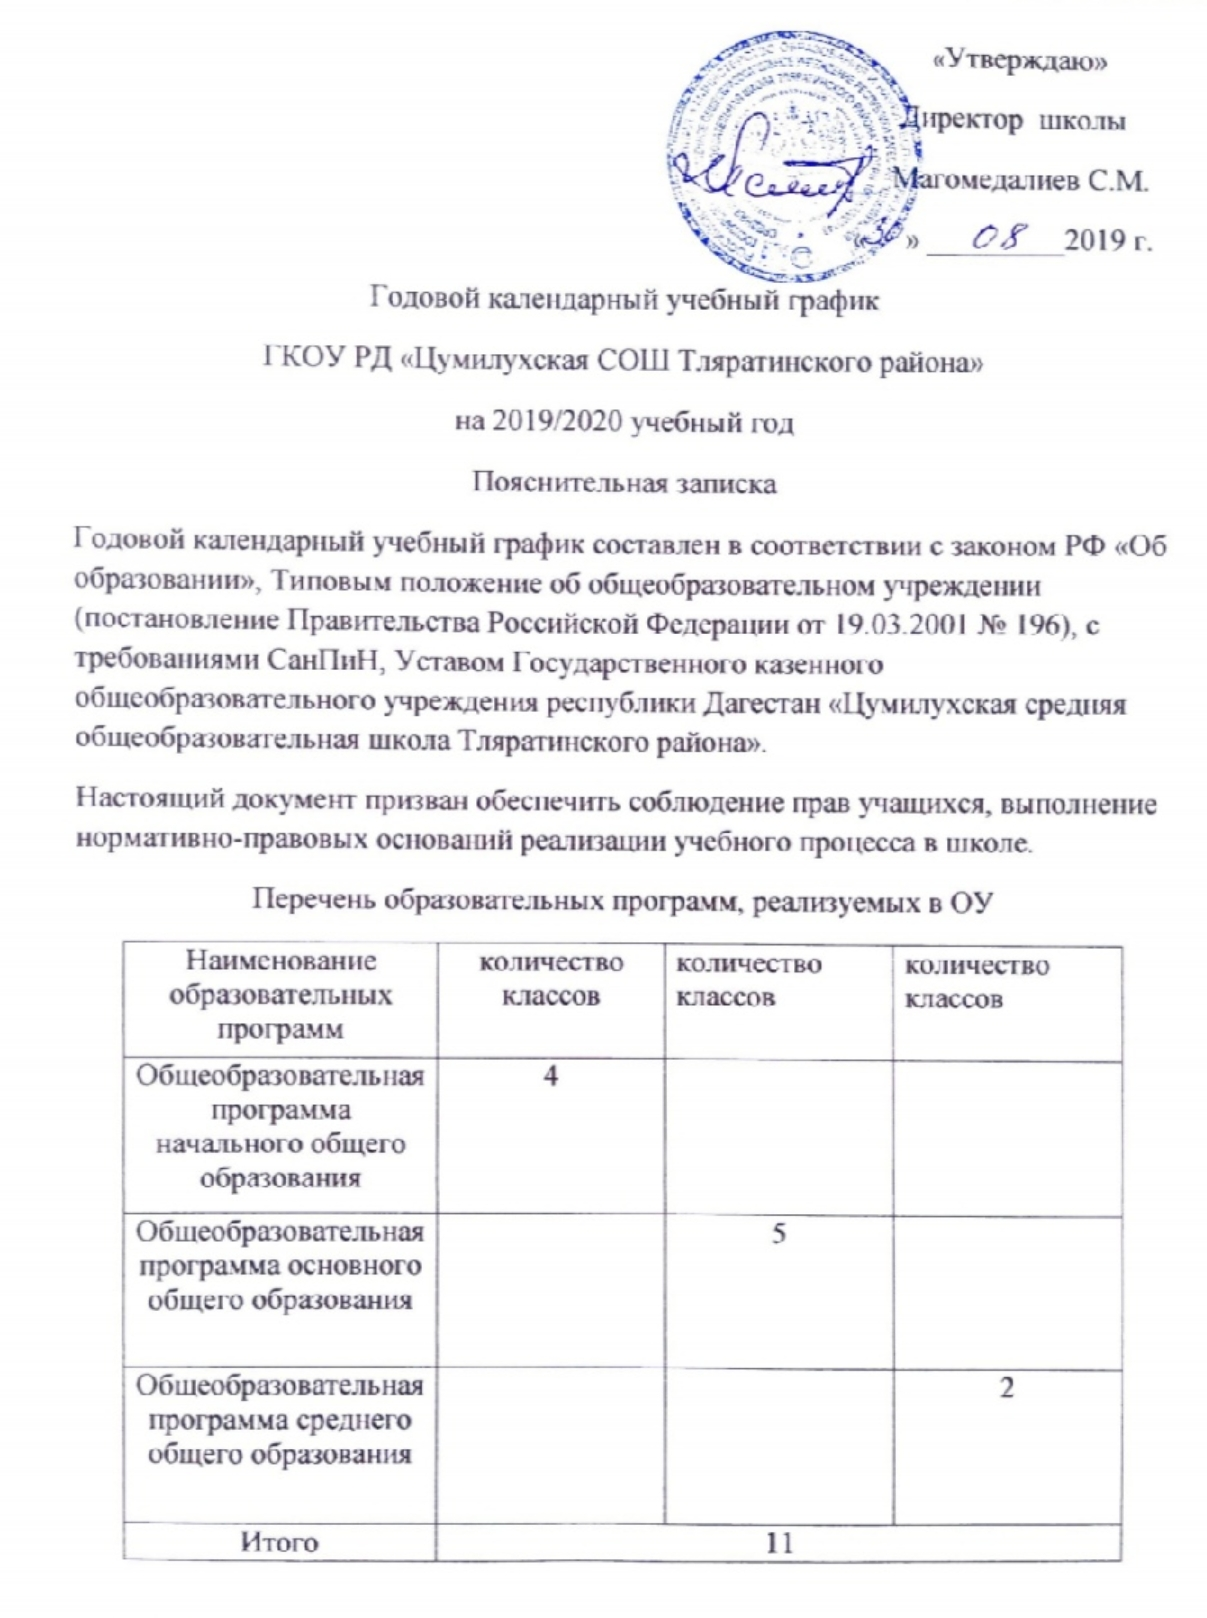 «Утверждаю»
Директор школы
Магомедалиев С.М.
«30» 08 2019 г.
Годовой календарный учебный график
ГКОУ РД «Цумилухская СОШ Тляратинского района»
на 2019/2020 учебный год
Пояснительная записка
Годовой календарный учебный график составлен в соответствии с законом РФ «Об
образовании», Типовым положение об общеобразовательном учреждении
(постановление Правительства Российской Федерации от 19.03.2001 № 196), с
требованиями СанПиН, Уставом Государственного казенного
общеобразовательного учреждения республики Дагестан «Цумилухская средняя
общеобразовательная школа Тляратинского района».
Настоящий документ призван обеспечить соблюдение прав учащихся, выполнение
нормативно-правовых оснований реализации учебного процесса в школе.
Перечень образовательных программ, реализуемых в ОУ
Наименование
образовательных
программ
количество
классов
количество
классов
количество
классов
Общеобразовательная
программа
начального общего
образования
4
Общеобразовательная
программа основного
общего образования
5
Общеобразовательная
программа среднего
общего образования
2
Итого
11